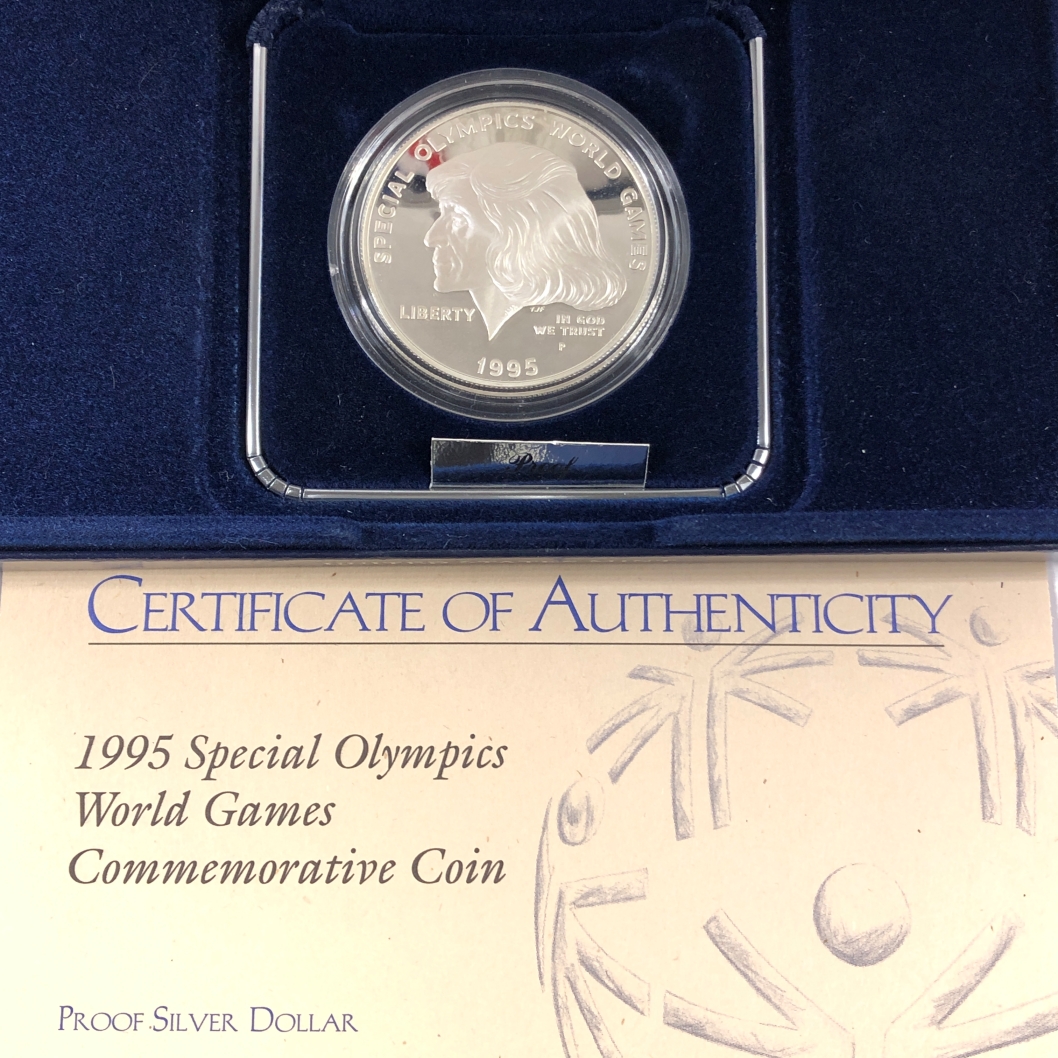 SPECIAL OLYMPICS WORLD GAMES
LIBERTY
IN GOD
WE TRUST
P
1995
Proof
CERTIFICATE OF AUTHENTICITY
1995 Special Olympics
World Games
Commemorative Coin
PROOF SILVER DOLLAR